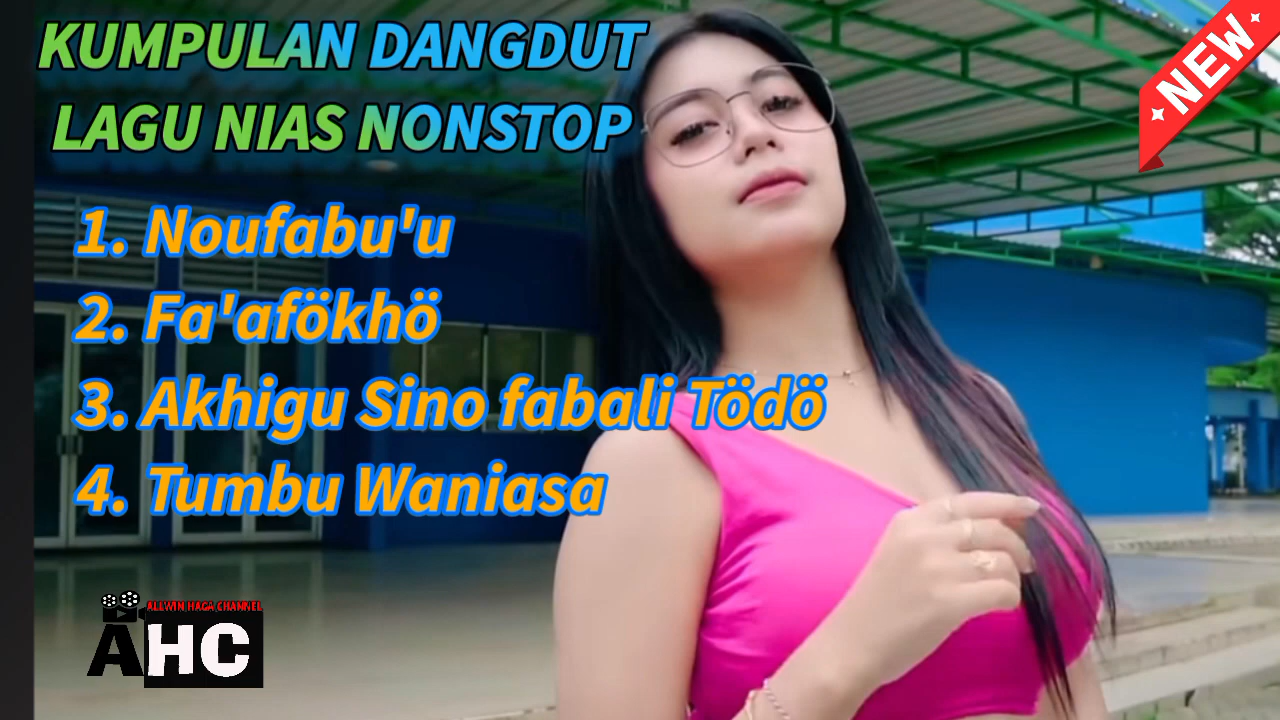 KUMPULAN DANGDUT
LAGU NIAS NONSTOP
NEW
1. Noufabu'u
2. Fa'afökhö
3. Akhigu Sino fabali Tödö
4. Tumbu Waniasa
ALLWIN HAGA CHANNEL
AHC